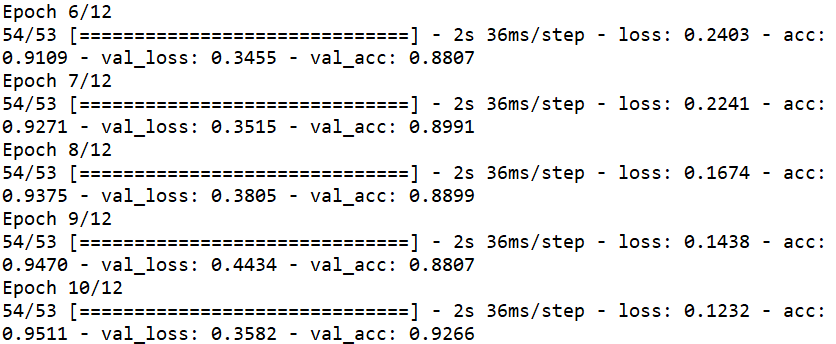 Epoch 6/12
54/53 [==============================] - 2s 36ms/step - loss: 0.2403 - acc:
0.9109 - val_loss: 0.3455 - val_acc: 0.8807
Epoch 7/12
54/53 [==============================] - 2s 36ms/step - loss: 0.2241 - acc:
0.9271 - val_loss: 0.3515 - val_acc: 0.8991
Epoch 8/12
54/53 [==============================] - 2s 36ms/step - loss: 0.1674 - acc:
0.9375 - val_loss: 0.3805 - val_acc: 0.8899
Epoch 9/12
54/53 [==============================] - 2s 36ms/step - loss: 0.1438 - acc:
0.9470 - val_loss: 0.4434 - val_acc: 0.8807
Epoch 10/12
54/53 [==============================] - 2s 36ms/step - loss: 0.1232 - acc:
0.9511 - val_loss: 0.3582 - val_acc: 0.9266